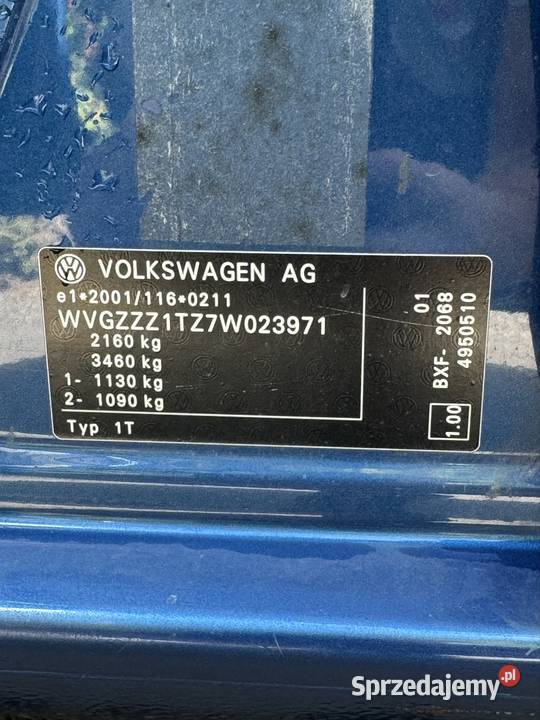 VOLKSWAGEN AG
e1*2001/116*0211
WVGZZZ1TZ7W023971
2160 kg
3460 kg
1- 1130 kg
2- 1090 kg
Typ 1T
01
BXF- 2068
4950510
1.00
Sprzedajemy.pl